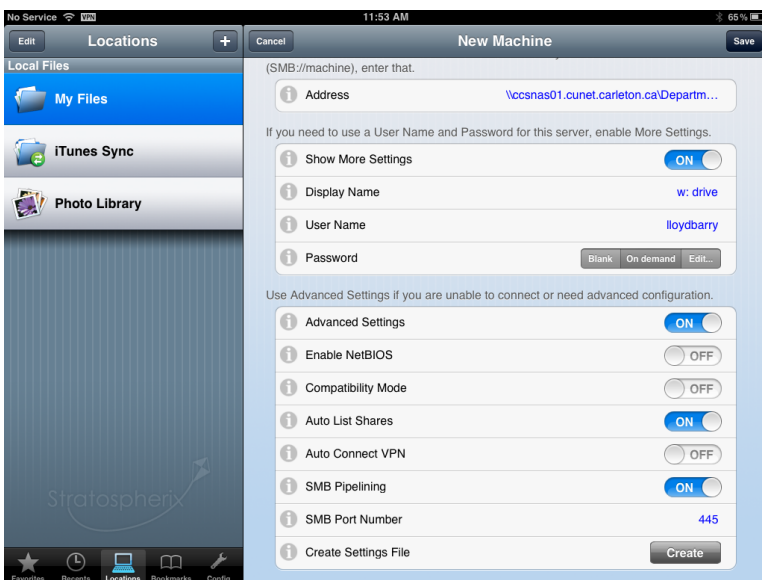 No Service VPN 11:53 AM 65%
Edit Locations + Cancel New Machine Save
Local Files
My Files
iTunes Sync
Photo Library
Stratospherix
Favorites Recents Locations Bookmarks Config
(SMB://machine), enter that.
Address \\ccsnas01.cunet.carleton.ca\Departm…
If you need to use a User Name and Password for this server, enable More Settings.
Show More Settings ON
Display Name w: drive
User Name lloydbarry
Password Blank On demand Edit...
Use Advanced Settings if you are unable to connect or need advanced configuration.
Advanced Settings ON
Enable NetBIOS OFF
Compatibility Mode OFF
Auto List Shares ON
Auto Connect VPN OFF
SMB Pipelining ON
SMB Port Number 445
Create Settings File Create